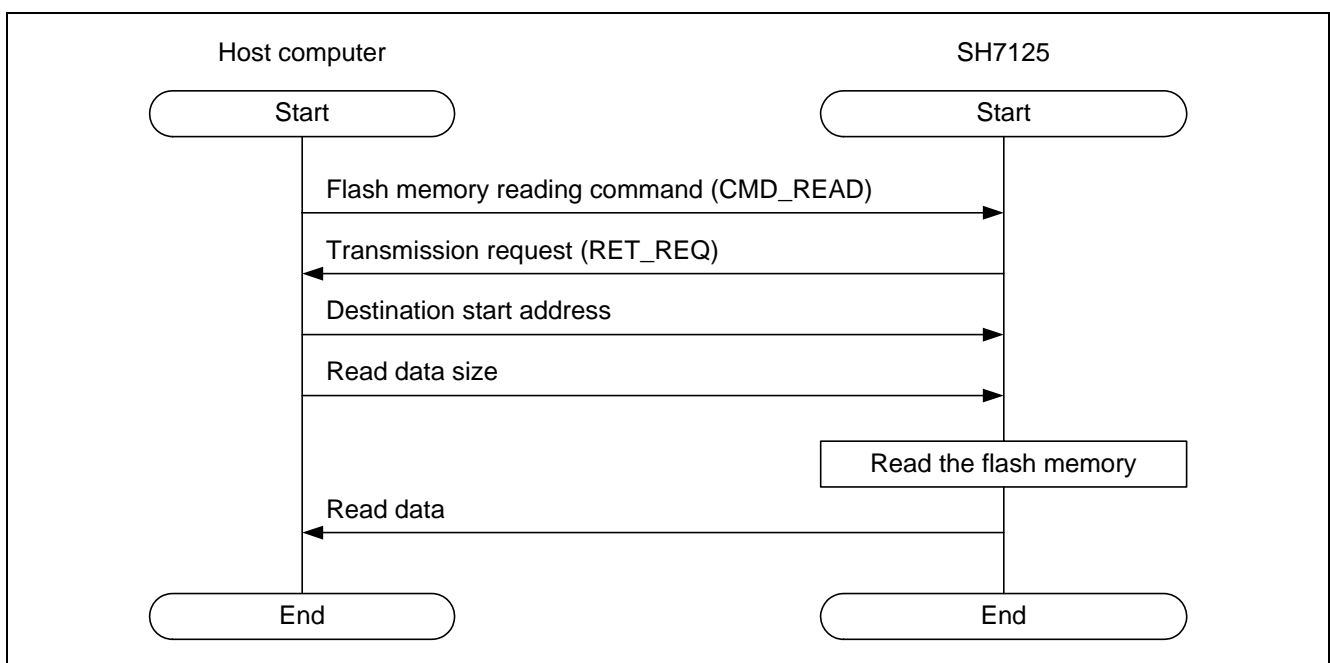 Host computer
SH7125
Start
Start
Flash memory reading command (CMD_READ)
Transmission request (RET_REQ)
Destination start address
Read data size
Read the flash memory
Read data
End
End